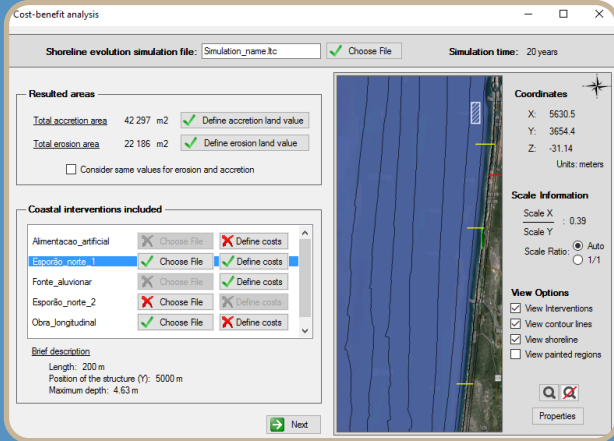 Cost-benefit analysis
Shoreline evolution simulation file: Simulation_name.ltc Choose File Simulation time: 20 years
Resulted areas
Total accretion area 42 297 m2 Define accretion land value
Total erosion area 22 186 m2 Define erosion land value
Consider same values for erosion and accretion
Coastal interventions included
Alimentacao_artificial Choose File Define costs
Esporão_norte_1 Choose File Define costs
Fonte_aluvionar Choose File Define costs
Esporão_norte_2 Choose File Define costs
Obra_longitudinal Choose File Define costs
Brief description
Length: 200 m
Position of the structure (Y): 5000 m
Maximum depth: 4.63 m
Next
Coordinates
X: 5630.5
Y: 3654.4
Z: -31.14
Units: meters
Scale Information
Scale X
Scale Y
: 0.39
Scale Ratio: Auto
1/1
View Options
View Interventions
View contour lines
View shoreline
View painted regions
Properties